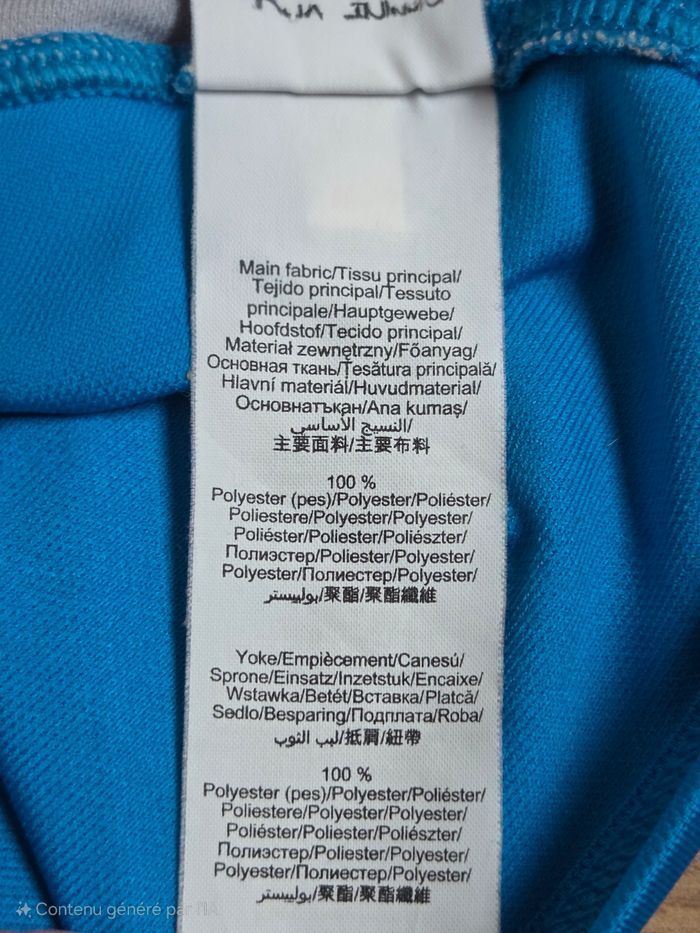 Main fabric/Tissu principal/
Tejido principal/Tessuto
principale/Hauptgewebe/
Hoofdstof/Tecido principal/
Materiał zewnętrzny/Főanyag/
Основная ткань/Țesătura principală/
Hlavní materiál/Huvudmaterial/
Основнатъкан/Ana kumaş/
النسيج الأساسي/
主要面料/主要布料
100 %
Polyester (pes)/Polyester/Poliéster/
Poliestere/Polyester/Polyester/
Poliéster/Poliester/Poliészter/
Полиэстер/Poliester/Polyester/
Polyester/Полиестер/Polyester/
بوليبستر/聚酯/聚酯纖維
Yoke/Empiècement/Canesú/
Sprone/Einsatz/Inzetstuk/Encaixe/
Wstawka/Betét/Вставка/Platcă/
Sedlo/Besparing/Подплата/Roba/
لبب الثوب/抵肩/紐帶
100 %
Polyester (pes)/Polyester/Poliéster/
Poliestere/Polyester/Polyester/
Poliéster/Poliester/Poliészter/
Полиэстер/Poliester/Polyester/
Polyester/Полиестер/Polyester/
بوليبستر/聚酯/聚酯纖維
Contenu généré par l'IA